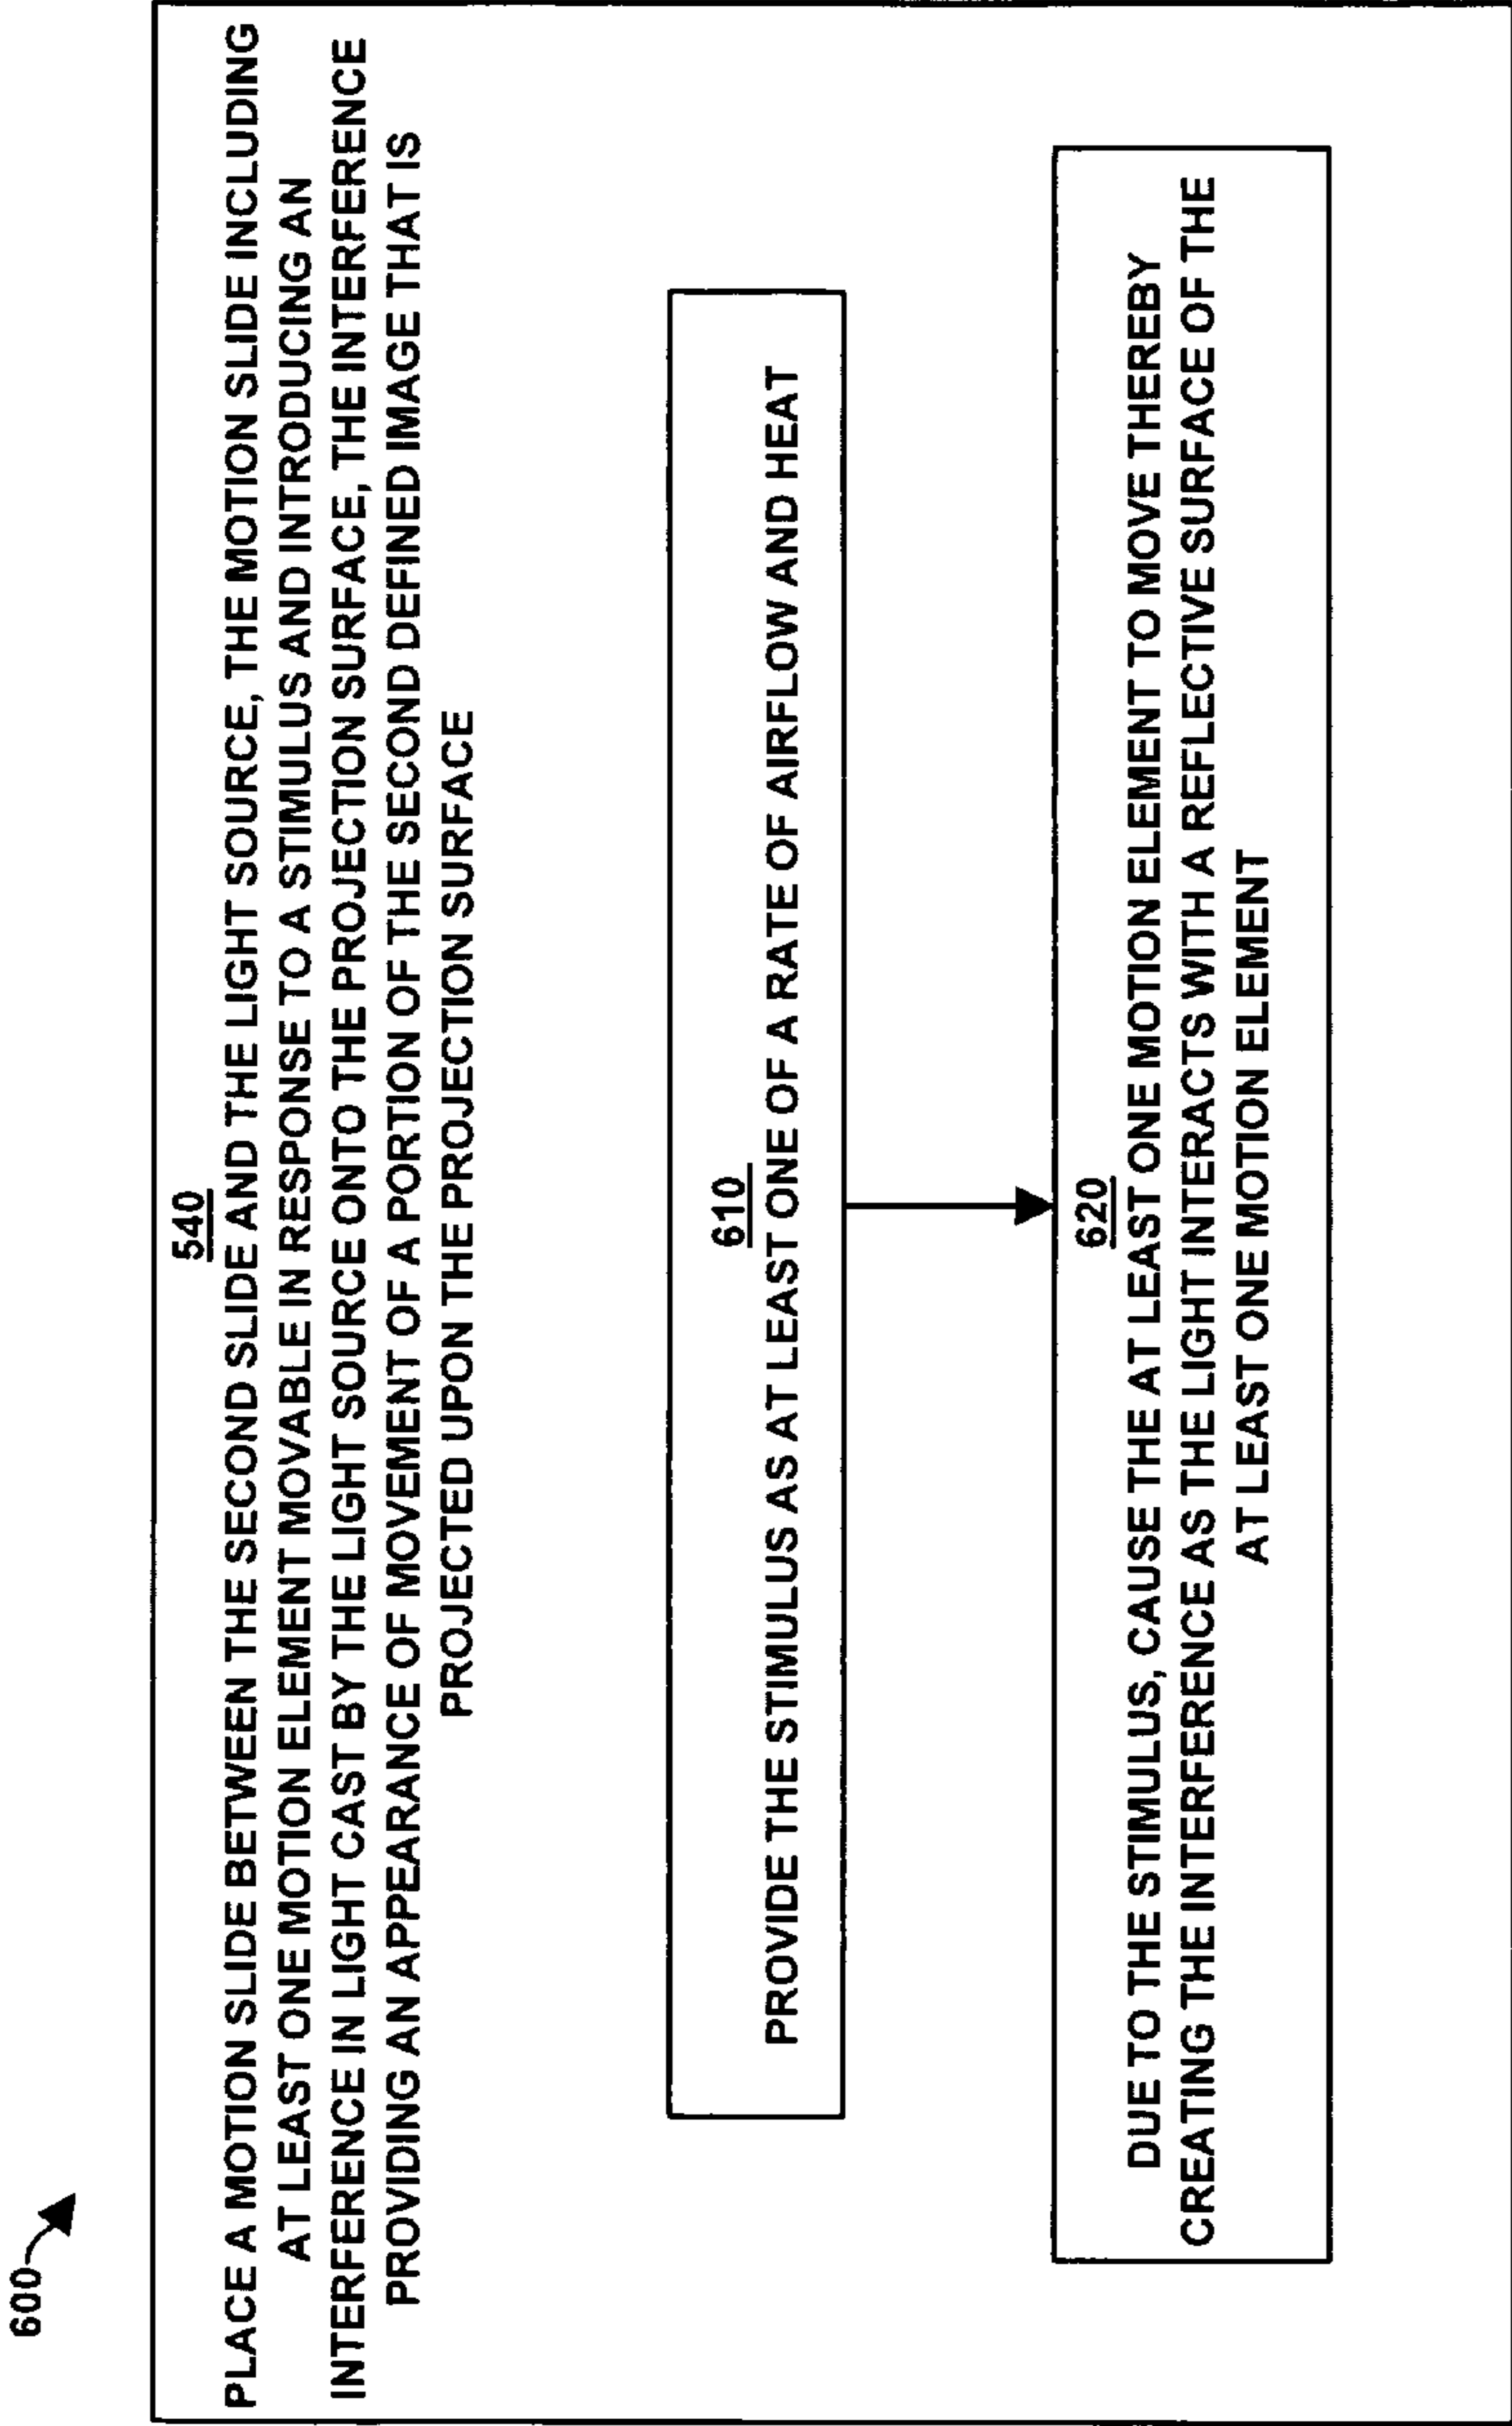 600
540
PLACE A MOTION SLIDE BETWEEN THE SECOND SLIDE AND THE LIGHT SOURCE, THE MOTION SLIDE INCLUDING
AT LEAST ONE MOTION ELEMENT MOVABLE IN RESPONSE TO A STIMULUS AND INTRODUCING AN
INTERFERENCE IN LIGHT CAST BY THE LIGHT SOURCE ONTO THE PROJECTION SURFACE, THE INTERFERENCE
PROVIDING AN APPEARANCE OF MOVEMENT OF A PORTION OF THE SECOND DEFINED IMAGE THAT IS
PROJECTED UPON THE PROJECTION SURFACE
610
PROVIDE THE STIMULUS AS AT LEAST ONE OF A RATE OF AIRFLOW AND HEAT
620
DUE TO THE STIMULUS, CAUSE THE AT LEAST ONE MOTION ELEMENT TO MOVE THEREBY
CREATING THE INTERFERENCE AS THE LIGHT INTERACTS WITH A REFLECTIVE SURFACE OF THE
AT LEAST ONE MOTION ELEMENT